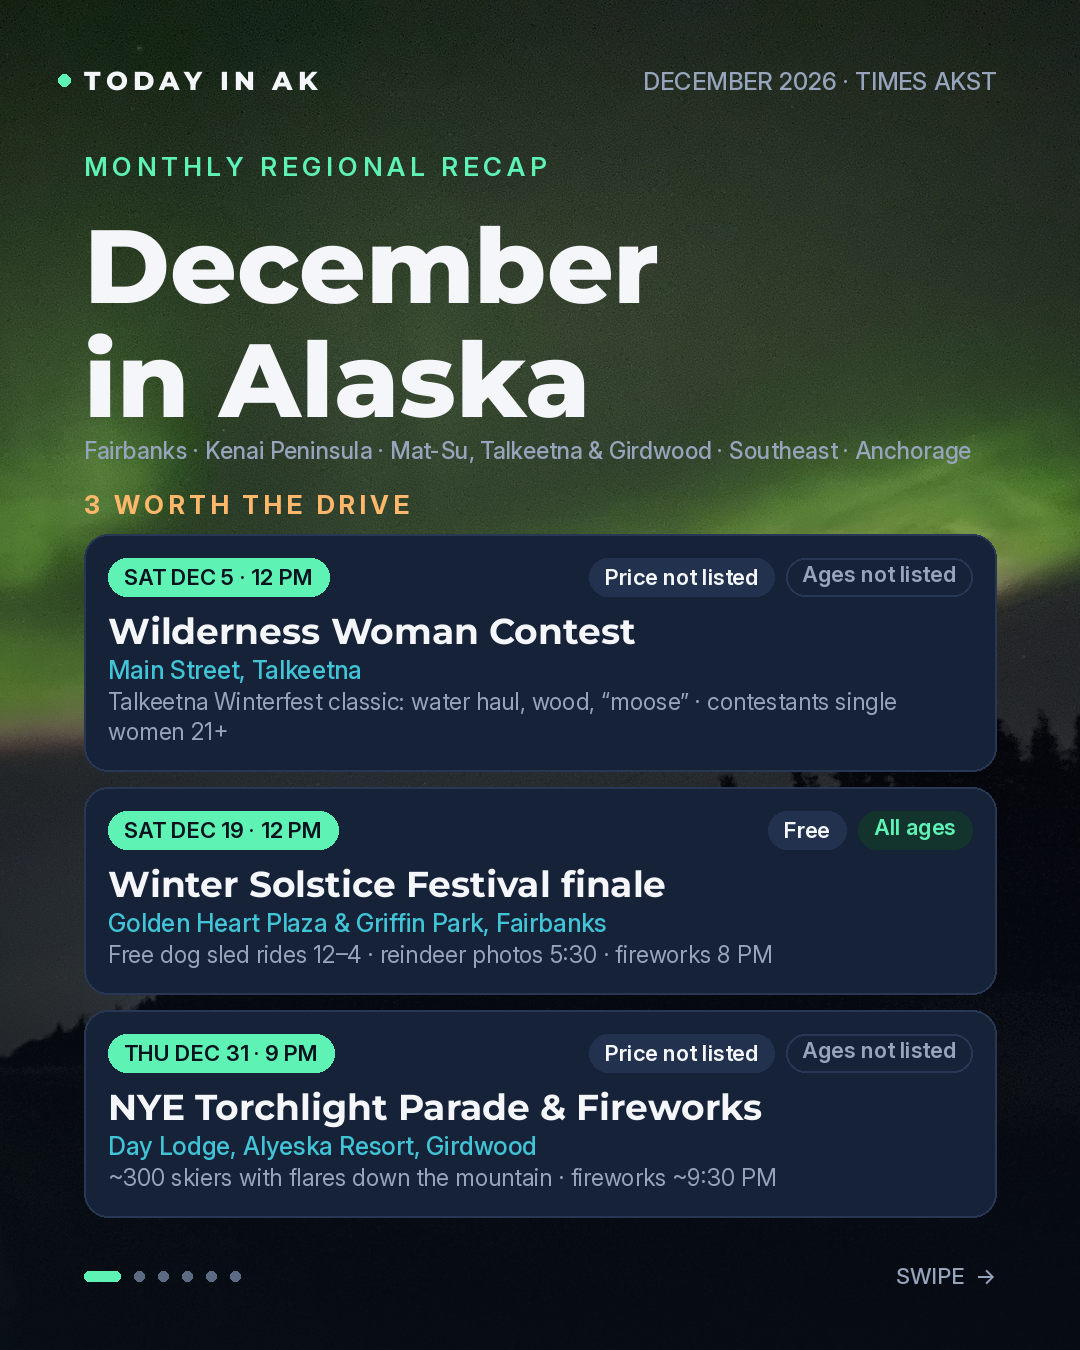 TODAY IN AK
DECEMBER 2026 · TIMES AKST
MONTHLY REGIONAL RECAP
December
in Alaska
Fairbanks · Kenai Peninsula · Mat-Su, Talkeetna & Girdwood · Southeast · Anchorage
3 WORTH THE DRIVE
SAT DEC 5 · 12 PM
Price not listed
Ages not listed
Wilderness Woman Contest
Main Street, Talkeetna
Talkeetna Winterfest classic: water haul, wood, “moose” · contestants single
women 21+
SAT DEC 19 · 12 PM
Free
All ages
Winter Solstice Festival finale
Golden Heart Plaza & Griffin Park, Fairbanks
Free dog sled rides 12–4 · reindeer photos 5:30 · fireworks 8 PM
THU DEC 31 · 9 PM
Price not listed
Ages not listed
NYE Torchlight Parade & Fireworks
Day Lodge, Alyeska Resort, Girdwood
~300 skiers with flares down the mountain · fireworks ~9:30 PM
SWIPE →